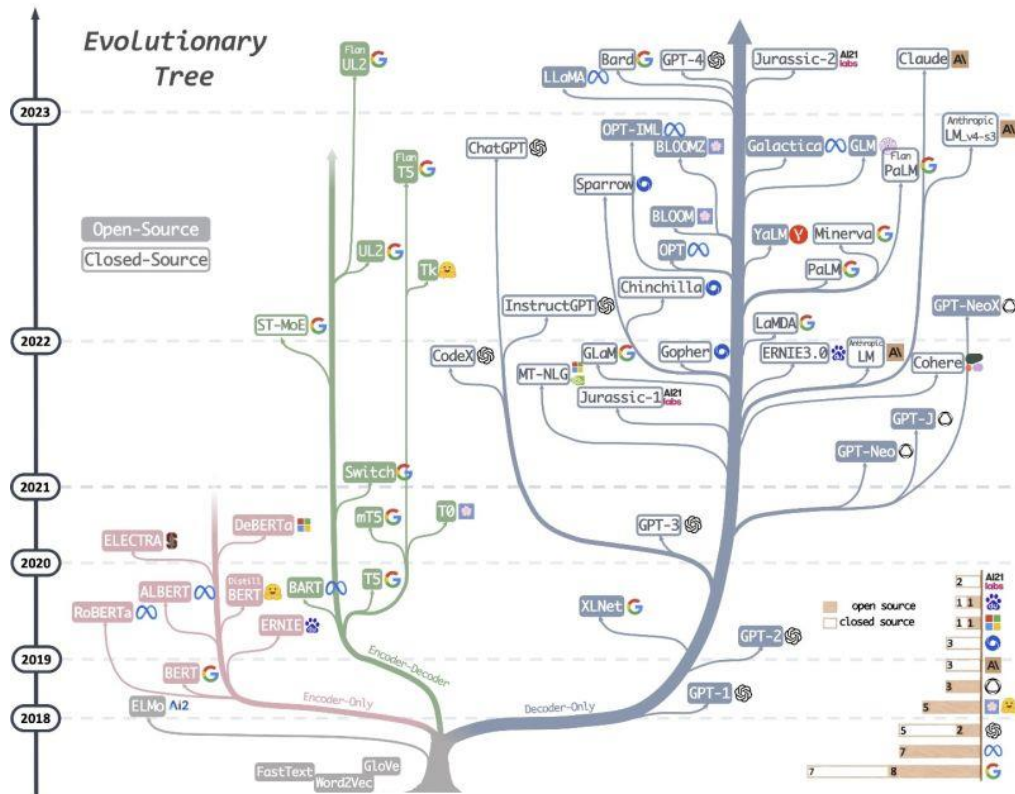 Evolutionary
Tree
2023
2022
2021
2020
2019
2018
Open-Source
Closed-Source
Flan
UL2
Bard
GPT-4
Jurassic-2
AI21
labs
Claude
LLaMA
OPT-IML
BLOOMZ
Galactica
GLM
Anthropic
LM_v4-s3
ChatGPT
Flan
T5
Flan
PaLM
Sparrow
BLOOM
UL2
OPT
YaLM
Minerva
Tk
PaLM
Chinchilla
InstructGPT
GPT-NeoX
ST-MoE
LaMDA
CodeX
GLaM
Gopher
ERNIE3.0
Anthropic
LM
Cohere
MT-NLG
Jurassic-1
AI21
labs
GPT-J
GPT-Neo
Switch
mT5
T0
GPT-3
DeBERTa
ELECTRA
ALBERT
Distill
BERT
BART
T5
RoBERTa
XLNet
ERNIE
GPT-2
BERT
Encoder-Decoder
Encoder-Only
Decoder-Only
GPT-1
ELMo
Ai2
GloVe
FastText
Word2Vec
open source
closed source
2
AI21
labs
1 1
1 1
3
3
3
5
5 2
7
7 8